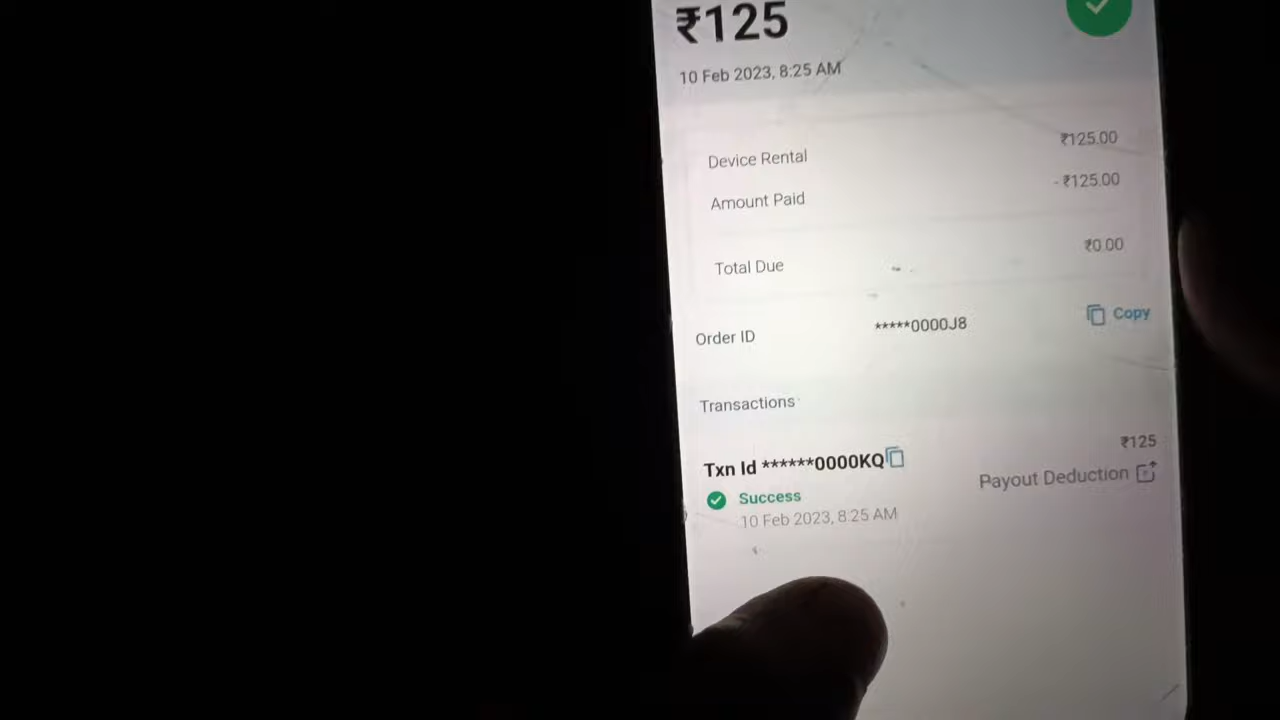 ₹125
10 Feb 2023, 8:25 AM
Device Rental ₹125.00
Amount Paid - ₹125.00
Total Due ₹0.00
Order ID *****0000J8 Copy
Transactions
Txn Id ******0000KQ ₹125
Success Payout Deduction
10 Feb 2023, 8:25 AM